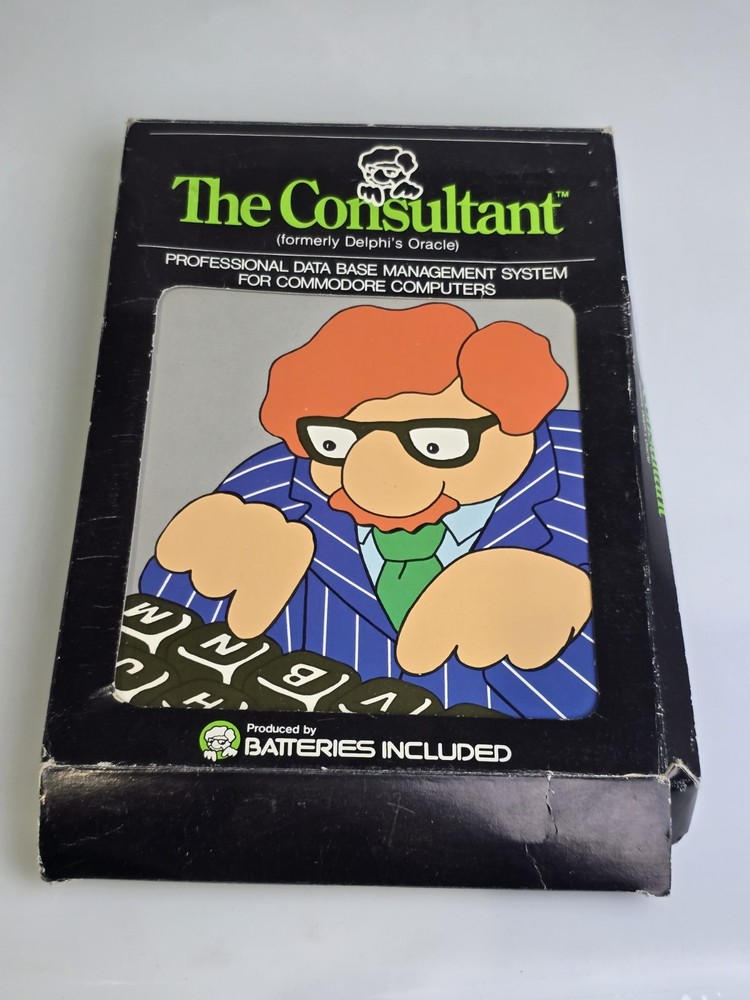 The Consultant™
(formerly Delphi's Oracle)
PROFESSIONAL DATA BASE MANAGEMENT SYSTEM
FOR COMMODORE COMPUTERS
M N B V
J H
Produced by
BATTERIES INCLUDED